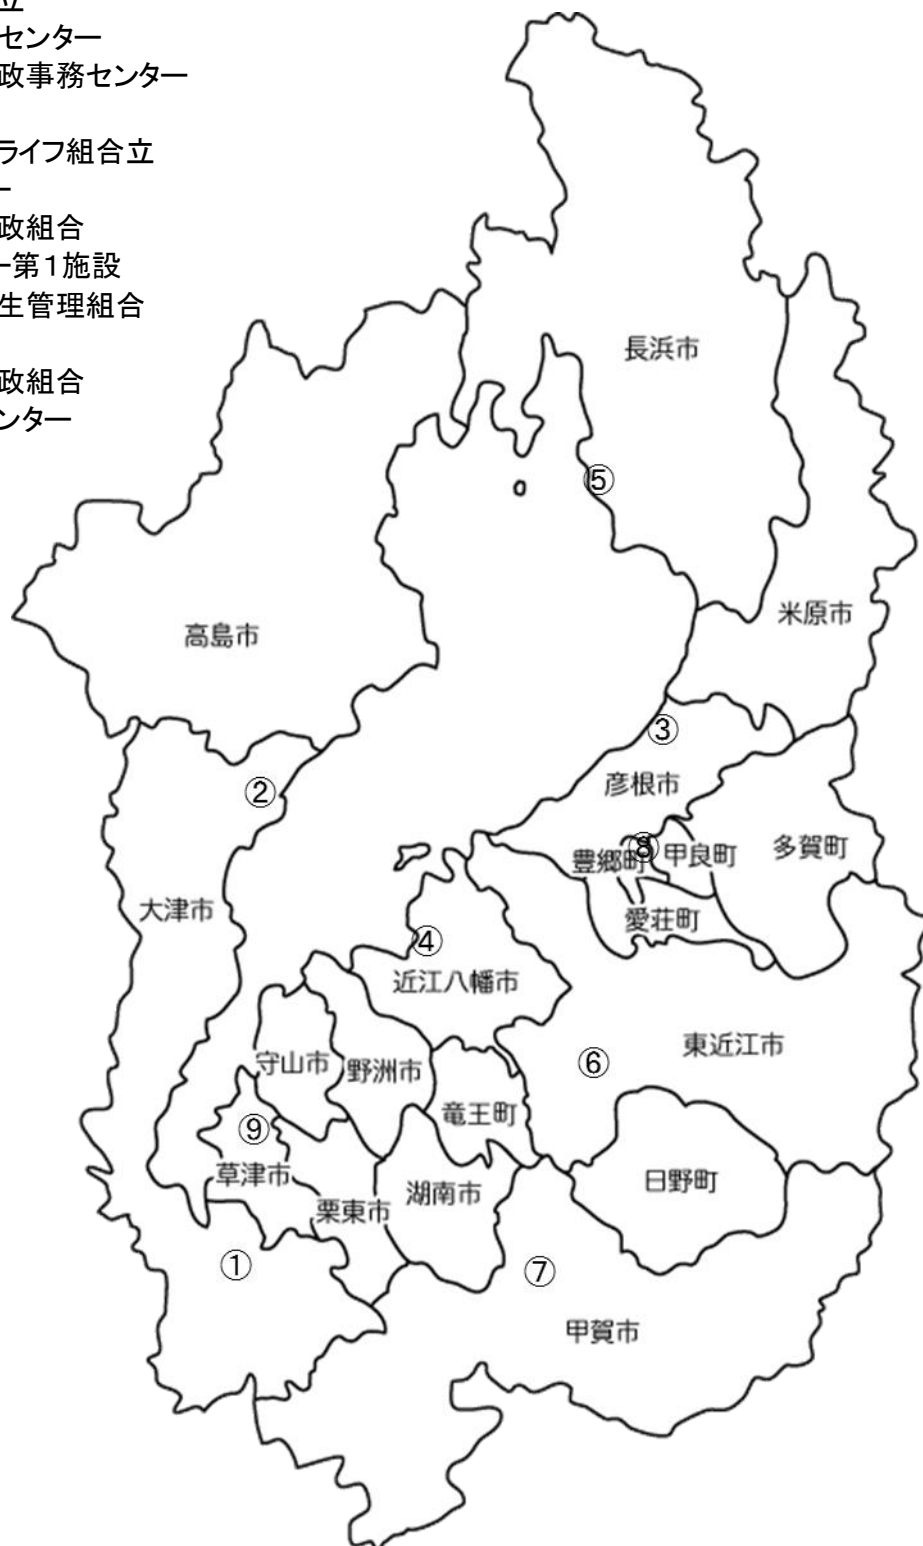 立
センター
政事務センター
ライフ組合立
ー
政組合
ー第1施設
生管理組合
政組合
ンター
長浜市
⑤
米原市
高島市
③
彦根市
②
⑧
豊郷町
甲良町
多賀町
大津市
愛荘町
④
近江八幡市
東近江市
守山市
野洲市
⑥
竜王町
⑨
草津市
湖南市
日野町
栗東市
①
⑦
甲賀市